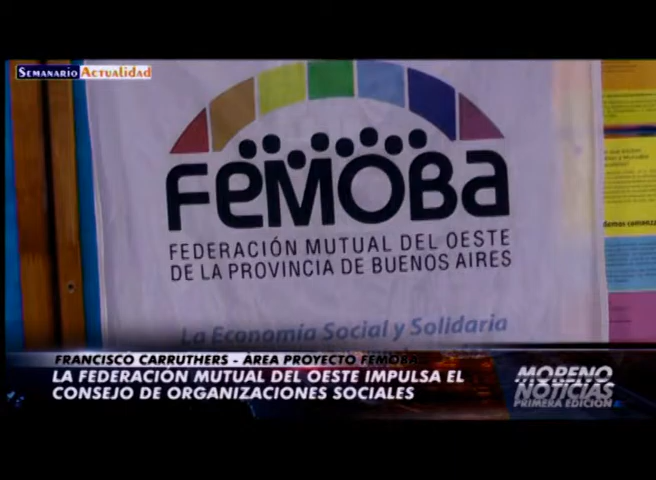 SEMANARIO ACTUALIDAD
FEMOBA
FEDERACIÓN MUTUAL DEL OESTE
DE LA PROVINCIA DE BUENOS AIRES
La Economía Social y Solidaria
FRANCISCO CARRUTHERS - ÁREA PROYECTO FEMOBA
LA FEDERACIÓN MUTUAL DEL OESTE IMPULSA EL
CONSEJO DE ORGANIZACIONES SOCIALES
MORENO
NOTICIAS
PRIMERA EDICION